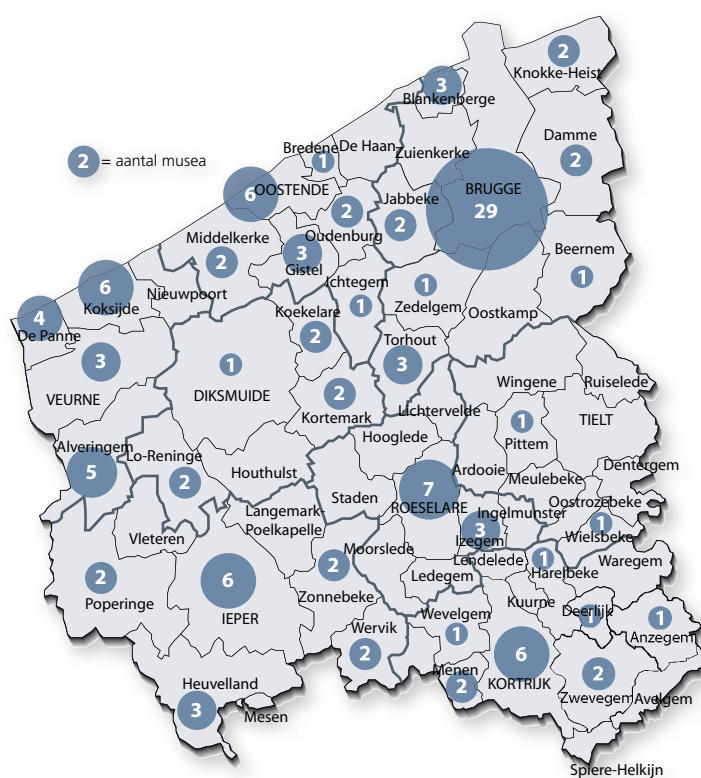 2
Knokke-Heist
3
Blankenberge
Damme
2
2 = aantal musea
Bredene
1
De Haan
Zuienkerke
6
OOSTENDE
BRUGGE
29
Jabbeke
2
2
Oudenburg
Middelkerke
2
3
Gistel
Beernem
1
6
Koksijde
Nieuwpoort
Ichtegem
1
1
Zedelgem
Oostkamp
4
De Panne
Koekelare
2
Torhout
3
3
VEURNE
1
DIKSMUIDE
2
Kortemark
Lichtervelde
Wingene
Ruiselede
1
Pittem
TIELT
Hooglede
Alveringem
5
Lo-Reninge
2
Houthulst
Ardooie
Meulebeke
Dentergem
Staden
7
ROESELARE
Oostrozebeke
1
Wielsbeke
Ingelmunster
3
Izegem
Langemark-
Poelkapelle
Vleteren
Moorslede
Lendelede
1
Harelbeke
Waregem
2
Poperinge
6
IEPER
2
Zonnebeke
Ledegem
Kuurne
Deerlijk
1
1
Anzegem
Wervik
2
Wevelgem
1
6
KORTRIJK
Menen
2
2
Zwevegem
Avelgem
Heuvelland
3
Mesen
Spiere-Helkijn